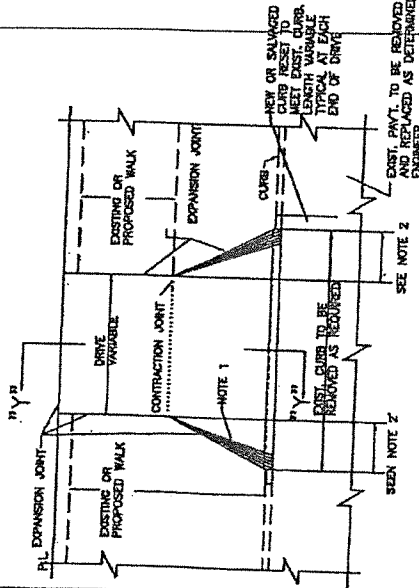 P/L
EXPANSION JOINT
"Y"
DRIVE
VARIABLE
EXISTING OR
PROPOSED WALK
EXISTING OR
PROPOSED WALK
CONTRACTION JOINT
EXPANSION JOINT
NOTE 1
CURB
NEW OR SALVAGED
CURB RESET TO
MEET EXIST. CURB.
LENGTH VARIABLE
TYPICAL AT EACH
END OF DRIVE
"Y"
EXIST. CURB TO BE
REMOVED AS REQUIRED
SEEN NOTE 2'
SEE NOTE 2
EXIST. PAV'T. TO BE REMOVED
AND REPLACED AS DETERMINED
ENGINEER